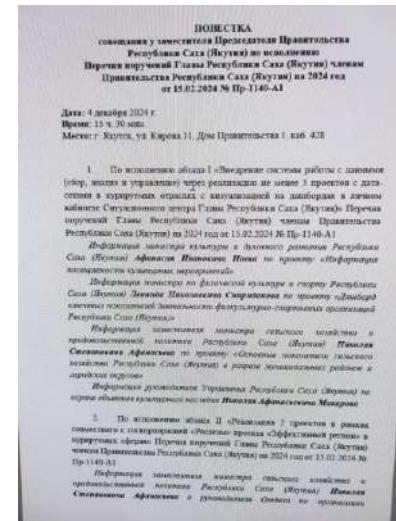 ПОВЕСТКА
совещания у заместителя Председателя Правительства
Республики Саха (Якутия) по исполнению
Перечня поручений Главы Республики Саха (Якутия) членам
Правительства Республики Саха (Якутия) на 2024 год
от 15.02.2024 № Пр-1140-А1
Дата: 4 декабря 2024 г.
Время: 15 ч. 30 мин.
Место: г. Якутск, ул. Кирова 11, Дом Правительства 1, каб. 428
1. По исполнению абзаца I «Внедрение системы работы с данными
(сбор, анализ и управление) через реализацию не менее 3 проектов с дата-
сетами в курируемых отраслях с визуализацией на дашбордах в личном
кабинете Ситуационного центра Главы Республики Саха (Якутия)» Перечня
поручений Главы Республики Саха (Якутия) членам Правительства
Республики Саха (Якутия) на 2024 год от 15.02.2024 № Пр-1140-А1
Информация министра культуры и духовного развития Республики
Саха (Якутия) Афанасия Ивановича Ноева по проекту «Информация
посещаемости культурных мероприятий»
Информация министра по физической культуре и спорту Республики
Саха (Якутия) Леонида Николаевича Спиридонова по проекту «Дашборд
ключевых показателей деятельности физкультурно-спортивных организаций
Республики Саха (Якутия)»
Информация заместителя министра сельского хозяйства и
продовольственной политики Республики Саха (Якутия) Николая
Степановича Афанасьева по проекту «Основные показатели сельского
хозяйства Республики Саха (Якутия) в разрезе муниципальных районов и
городских округов»
Информация руководителя Управления Республики Саха (Якутия) по
охране объектов культурного наследия Николая Афанасьевича Макарова
2. По исполнению абзаца II «Реализация 2 проектов в рамках
совместного с госкорпорацией «Росатом» проекта «Эффективный регион» в
курируемых сферах» Перечня поручений Главы Республики Саха (Якутия)
членам Правительства Республики Саха (Якутия) на 2024 год от 15.02.2024 №
Пр-1140-А1
Информация заместителя министра сельского хозяйства и
продовольственной политики Республики Саха (Якутия) Николая
Степановича Афанасьева и руководителя Отдела по организации